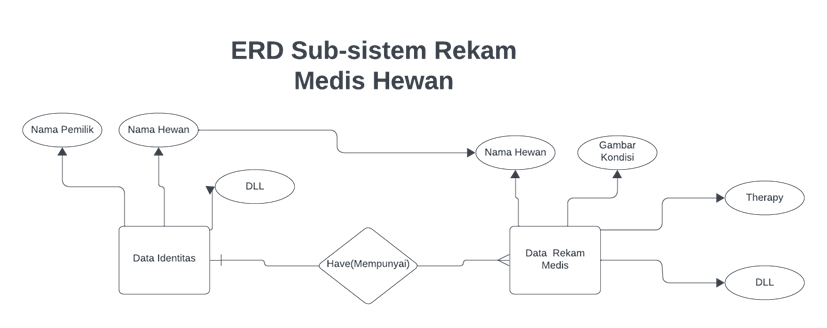 ERD Sub-sistem Rekam
Medis Hewan
Nama Pemilik
Nama Hewan
Nama Hewan
Gambar
Kondisi
DLL
Therapy
Data Identitas
Have(Mempunyai)
Data Rekam
Medis
DLL